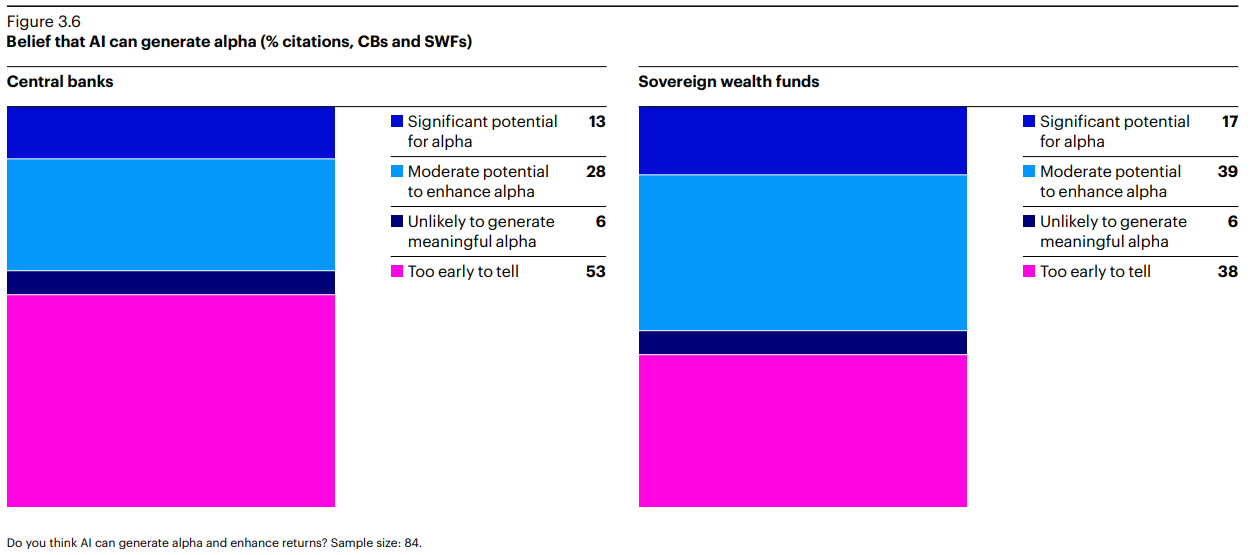 Figure 3.6
Belief that AI can generate alpha (% citations, CBs and SWFs)
Central banks
Significant potential for alpha 13
Moderate potential to enhance alpha 28
Unlikely to generate meaningful alpha 6
Too early to tell 53
Sovereign wealth funds
Significant potential for alpha 17
Moderate potential to enhance alpha 39
Unlikely to generate meaningful alpha 6
Too early to tell 38
Do you think AI can generate alpha and enhance returns? Sample size: 84.